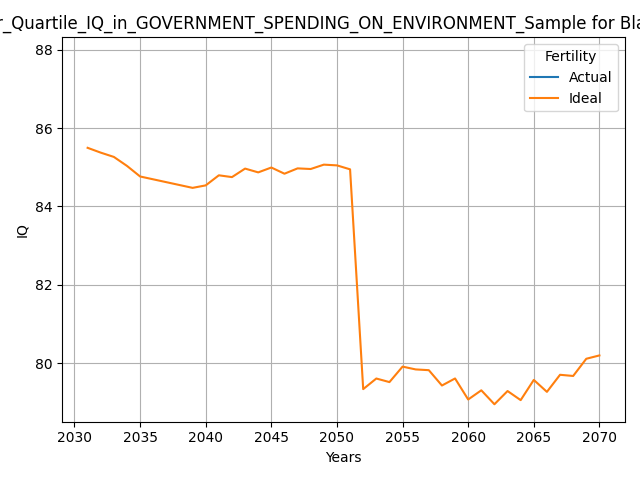 r_Quartile_IQ_in_GOVERNMENT_SPENDING_ON_ENVIRONMENT_Sample for Bla
Fertility
Actual
Ideal
88
86
84
82
80
IQ
2030 2035 2040 2045 2050 2055 2060 2065 2070
Years